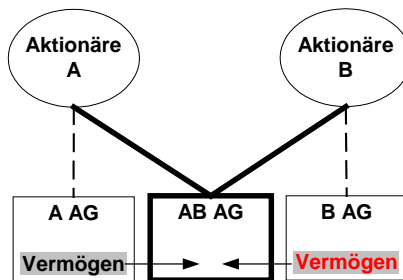 Aktionäre
A
Aktionäre
B
A AG
AB AG
B AG
Vermögen
Vermögen